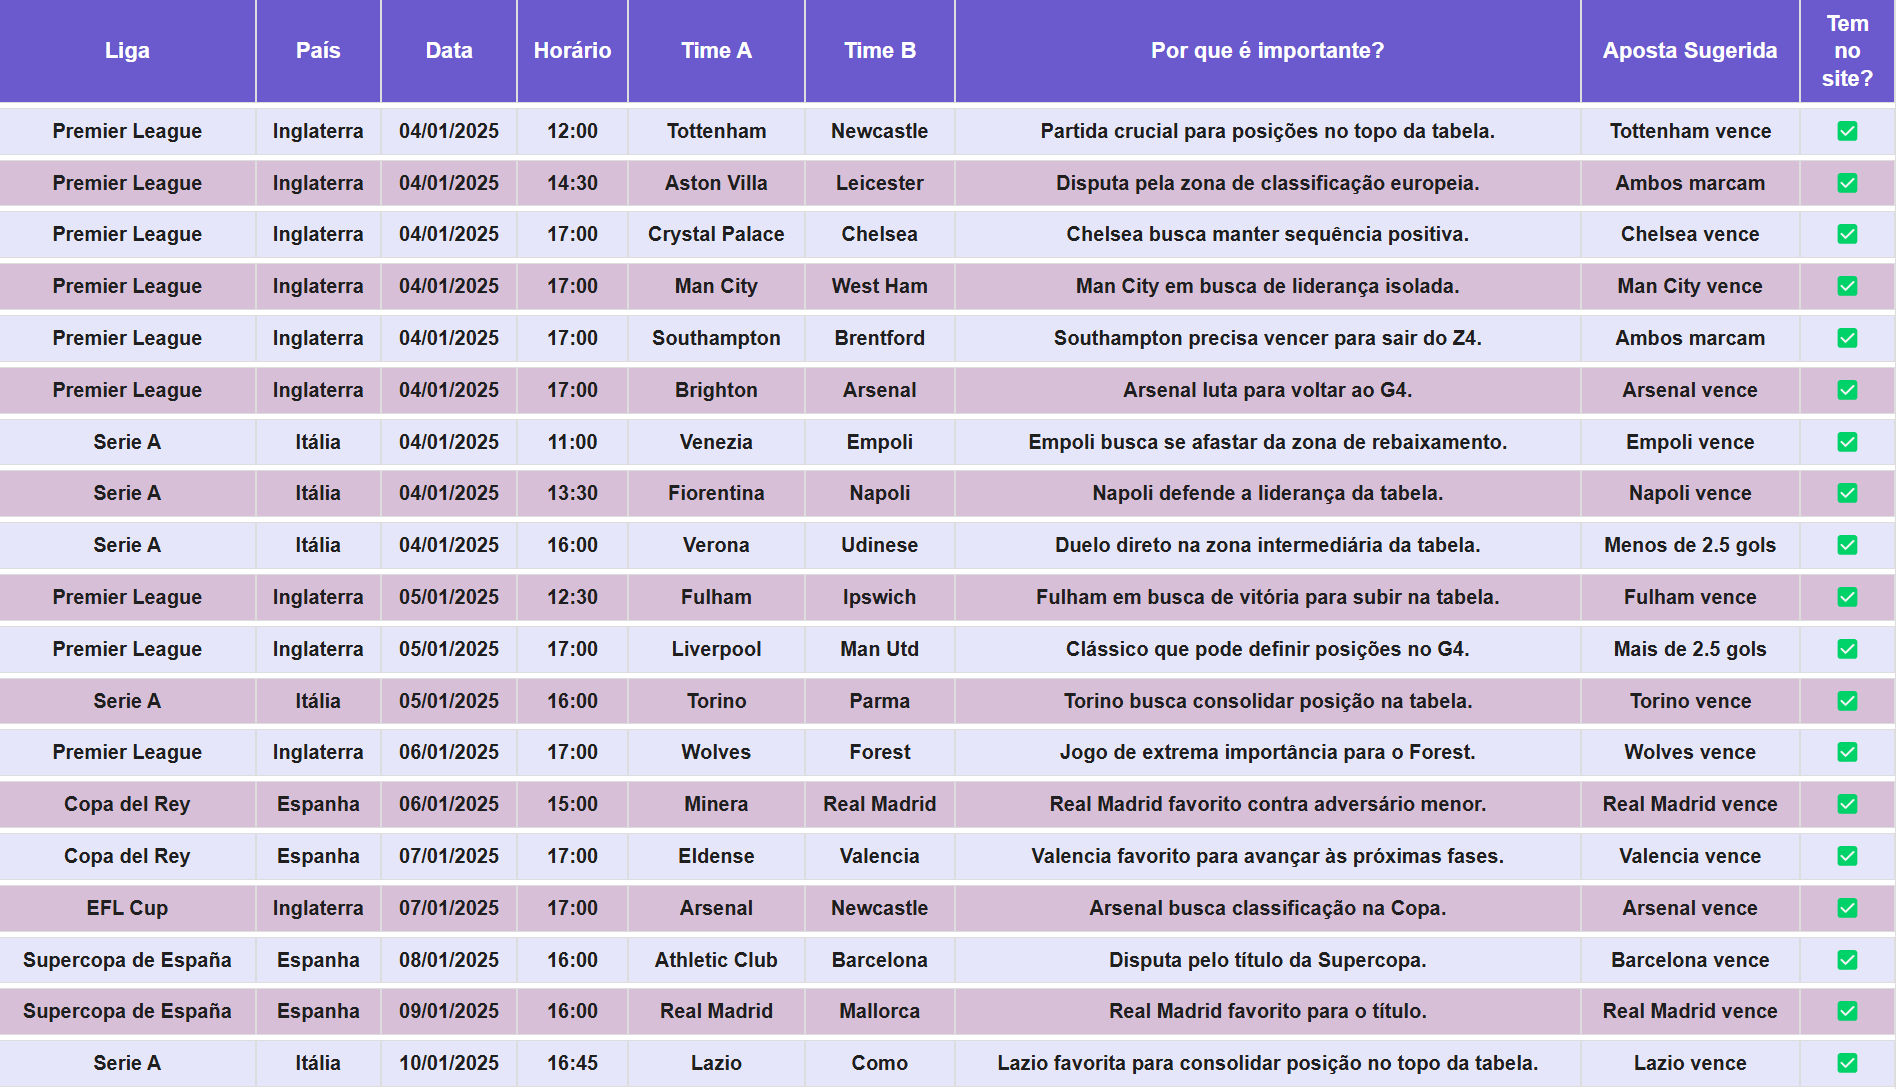 Liga País Data Horário Time A Time B Por que é importante? Aposta Sugerida Tem no site?
Premier League Inglaterra 04/01/2025 12:00 Tottenham Newcastle Partida crucial para posições no topo da tabela. Tottenham vence ✅
Premier League Inglaterra 04/01/2025 14:30 Aston Villa Leicester Disputa pela zona de classificação europeia. Ambos marcam ✅
Premier League Inglaterra 04/01/2025 17:00 Crystal Palace Chelsea Chelsea busca manter sequência positiva. Chelsea vence ✅
Premier League Inglaterra 04/01/2025 17:00 Man City West Ham Man City em busca de liderança isolada. Man City vence ✅
Premier League Inglaterra 04/01/2025 17:00 Southampton Brentford Southampton precisa vencer para sair do Z4. Ambos marcam ✅
Premier League Inglaterra 04/01/2025 17:00 Brighton Arsenal Arsenal luta para voltar ao G4. Arsenal vence ✅
Serie A Itália 04/01/2025 11:00 Venezia Empoli Empoli busca se afastar da zona de rebaixamento. Empoli vence ✅
Serie A Itália 04/01/2025 13:30 Fiorentina Napoli Napoli defende a liderança da tabela. Napoli vence ✅
Serie A Itália 04/01/2025 16:00 Verona Udinese Duelo direto na zona intermediária da tabela. Menos de 2.5 gols ✅
Premier League Inglaterra 05/01/2025 12:30 Fulham Ipswich Fulham em busca de vitória para subir na tabela. Fulham vence ✅
Premier League Inglaterra 05/01/2025 17:00 Liverpool Man Utd Clássico que pode definir posições no G4. Mais de 2.5 gols ✅
Serie A Itália 05/01/2025 16:00 Torino Parma Torino busca consolidar posição na tabela. Torino vence ✅
Premier League Inglaterra 06/01/2025 17:00 Wolves Forest Jogo de extrema importância para o Forest. Wolves vence ✅
Copa del Rey Espanha 06/01/2025 15:00 Minera Real Madrid Real Madrid favorito contra adversário menor. Real Madrid vence ✅
Copa del Rey Espanha 07/01/2025 17:00 Eldense Valencia Valencia favorito para avançar às próximas fases. Valencia vence ✅
EFL Cup Inglaterra 07/01/2025 17:00 Arsenal Newcastle Arsenal busca classificação na Copa. Arsenal vence ✅
Supercopa de España Espanha 08/01/2025 16:00 Athletic Club Barcelona Disputa pelo título da Supercopa. Barcelona vence ✅
Supercopa de España Espanha 09/01/2025 16:00 Real Madrid Mallorca Real Madrid favorito para o título. Real Madrid vence ✅
Serie A Itália 10/01/2025 16:45 Lazio Como Lazio favorita para consolidar posição no topo da tabela. Lazio vence ✅